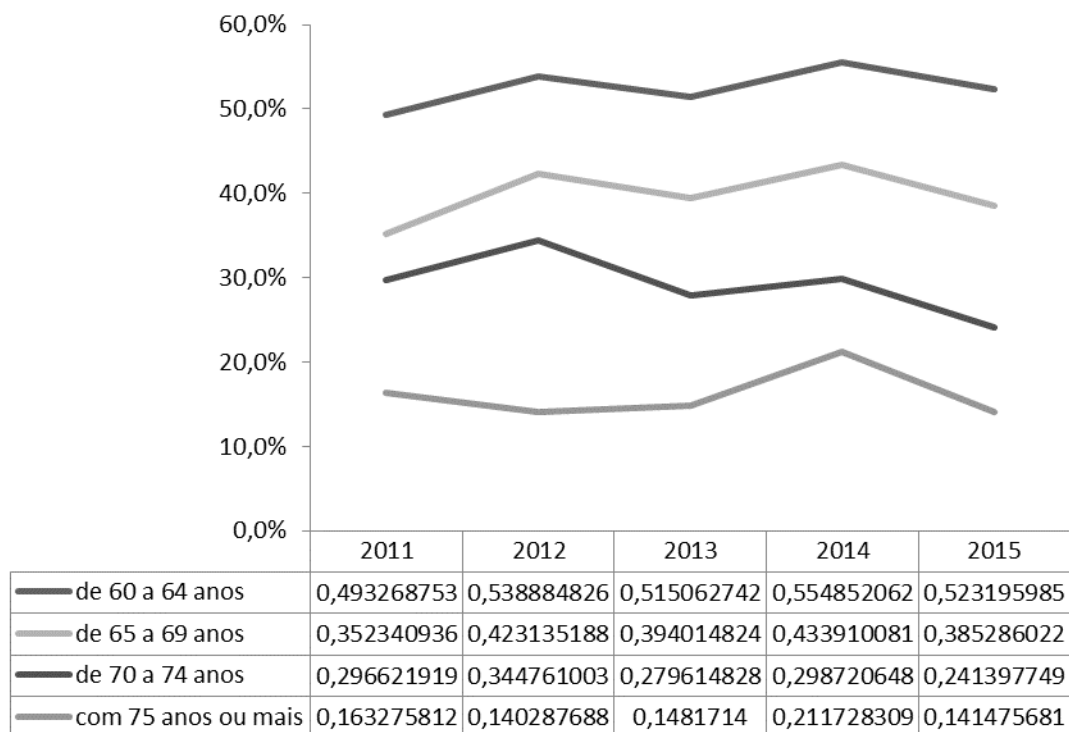 60,0%
50,0%
40,0%
30,0%
20,0%
10,0%
0,0%
2011 2012 2013 2014 2015
de 60 a 64 anos 0,493268753 0,538884826 0,515062742 0,554852062 0,523195985
de 65 a 69 anos 0,352340936 0,423135188 0,394014824 0,433910081 0,385286022
de 70 a 74 anos 0,296621919 0,344761003 0,279614828 0,298720648 0,241397749
com 75 anos ou mais 0,163275812 0,140287688 0,1481714 0,211728309 0,141475681